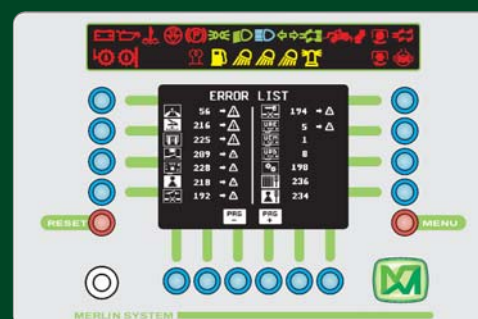 ERROR LIST
56 → ⚠ 194 → ⚠
216 → ⚠ 5 → ⚠
225 → ⚠ 1
209 → ⚠ 8
228 → ⚠ 198
218 → ⚠ 236
192 → ⚠ 234
PRG - PRG +
RESET MENU
MERLIN SYSTEM